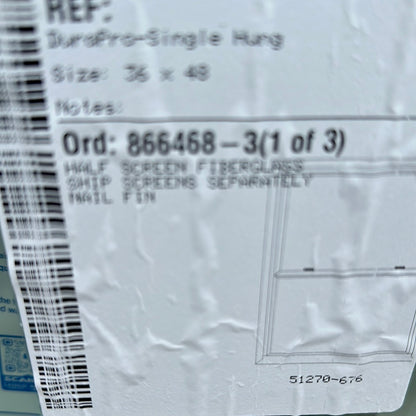 REF:
DuraPro-Single Hung
Size: 36 x 48
Notes:
Ord: 866468-3(1 of 3)
HALF SCREEN FIBERGLASS
SHIP SCREENS SEPARATELY
NAIL FIN
51270-676